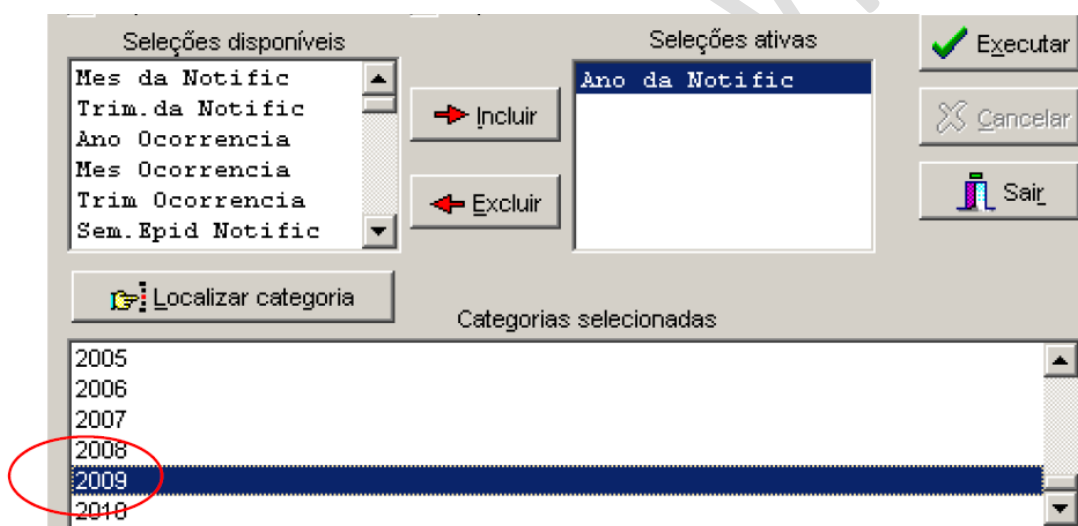 Seleções disponíveis
Seleções ativas
Executar
Mes da Notific
Trim.da Notific
Ano Ocorrencia
Mes Ocorrencia
Trim Ocorrencia
Sem.Epid Notific
Incluir
Excluir
Ano da Notific
Cancelar
Sair
Localizar categoria
Categorias selecionadas
2005
2006
2007
2008
2009
2010